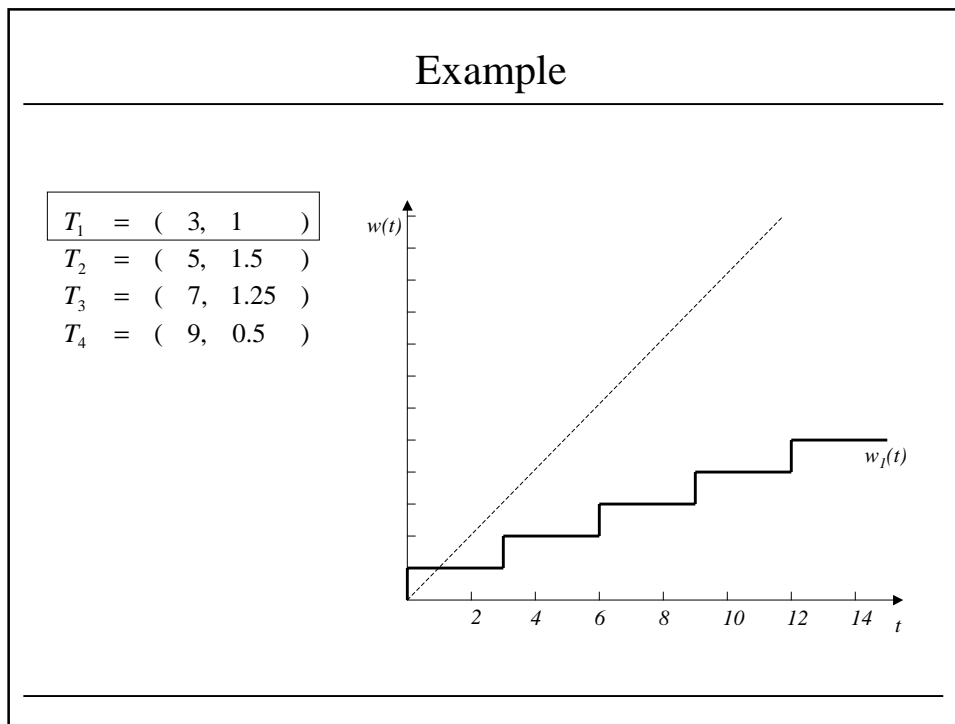 Example
T1 = ( 3, 1 )
T2 = ( 5, 1.5 )
T3 = ( 7, 1.25 )
T4 = ( 9, 0.5 )
w(t)
w1(t)
2 4 6 8 10 12 14
t